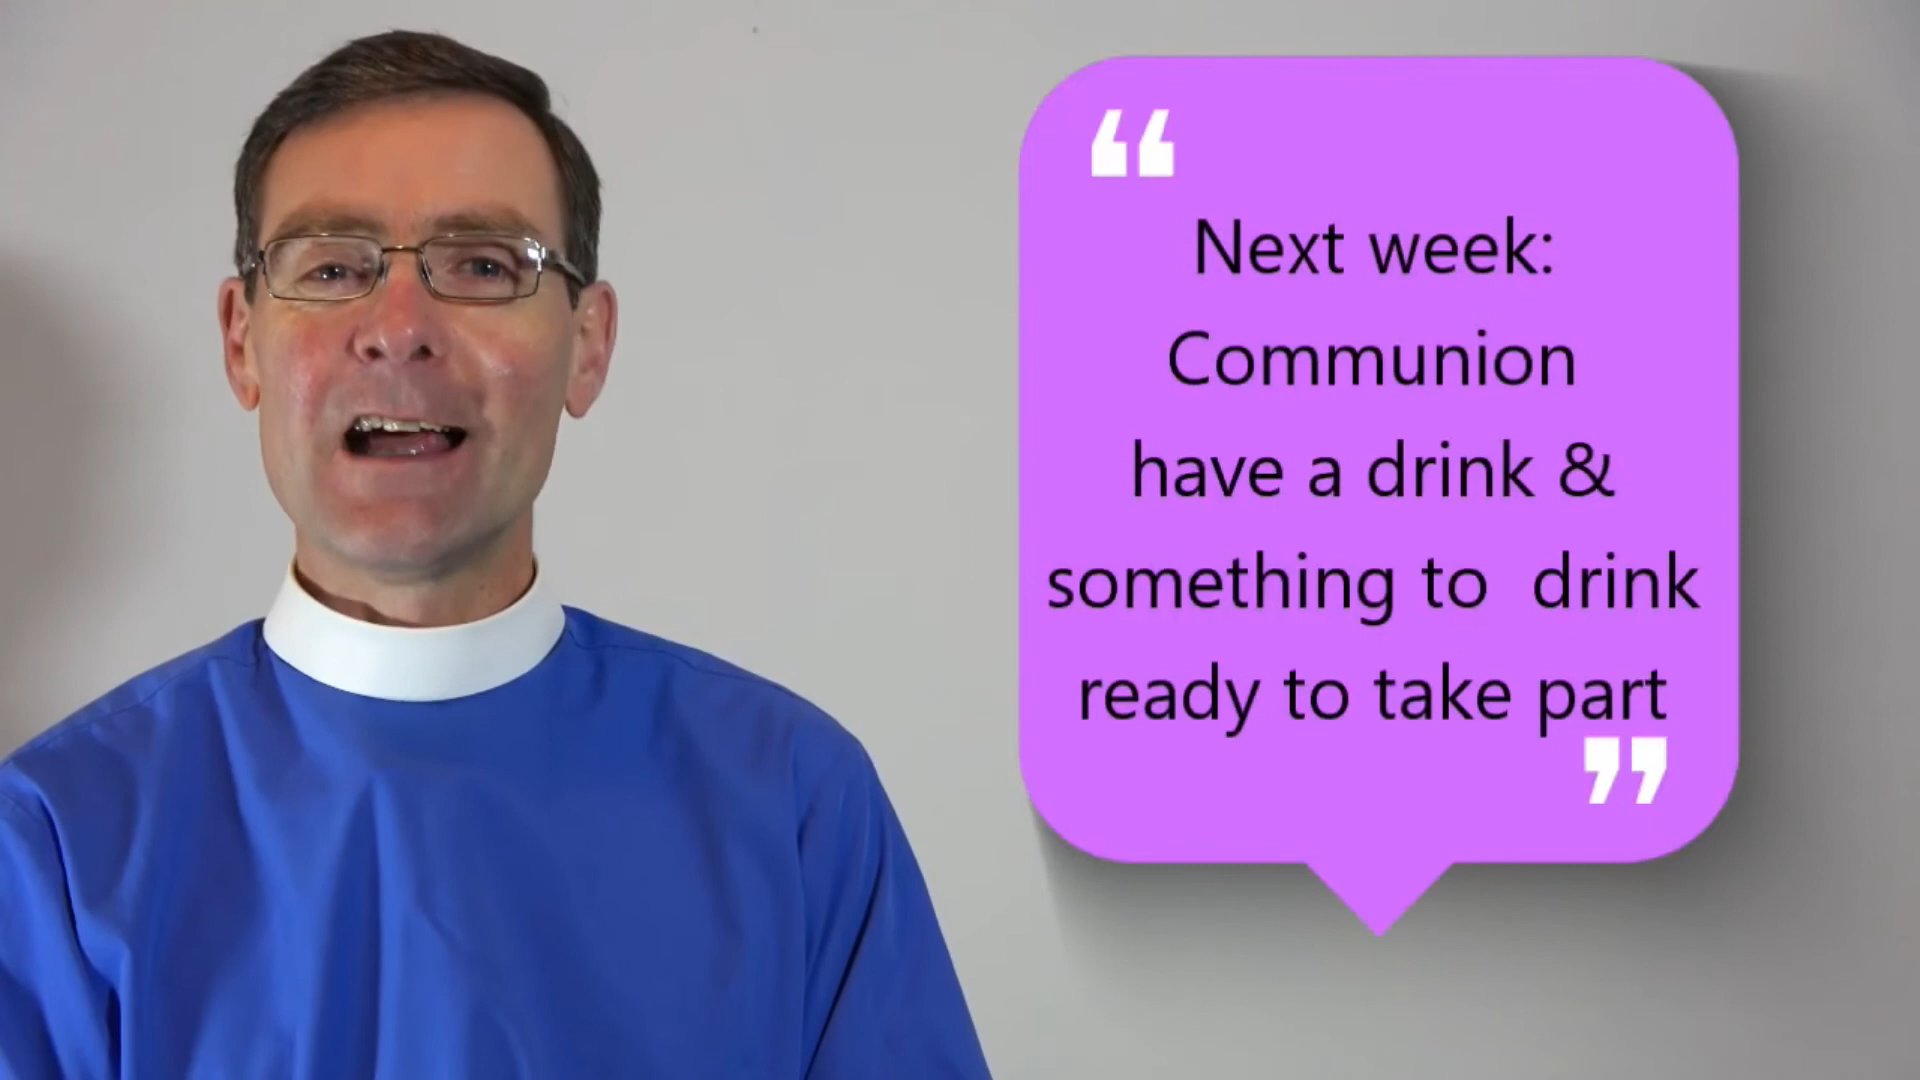 “
Next week:
Communion
have a drink &
something to  drink
ready to take part
”